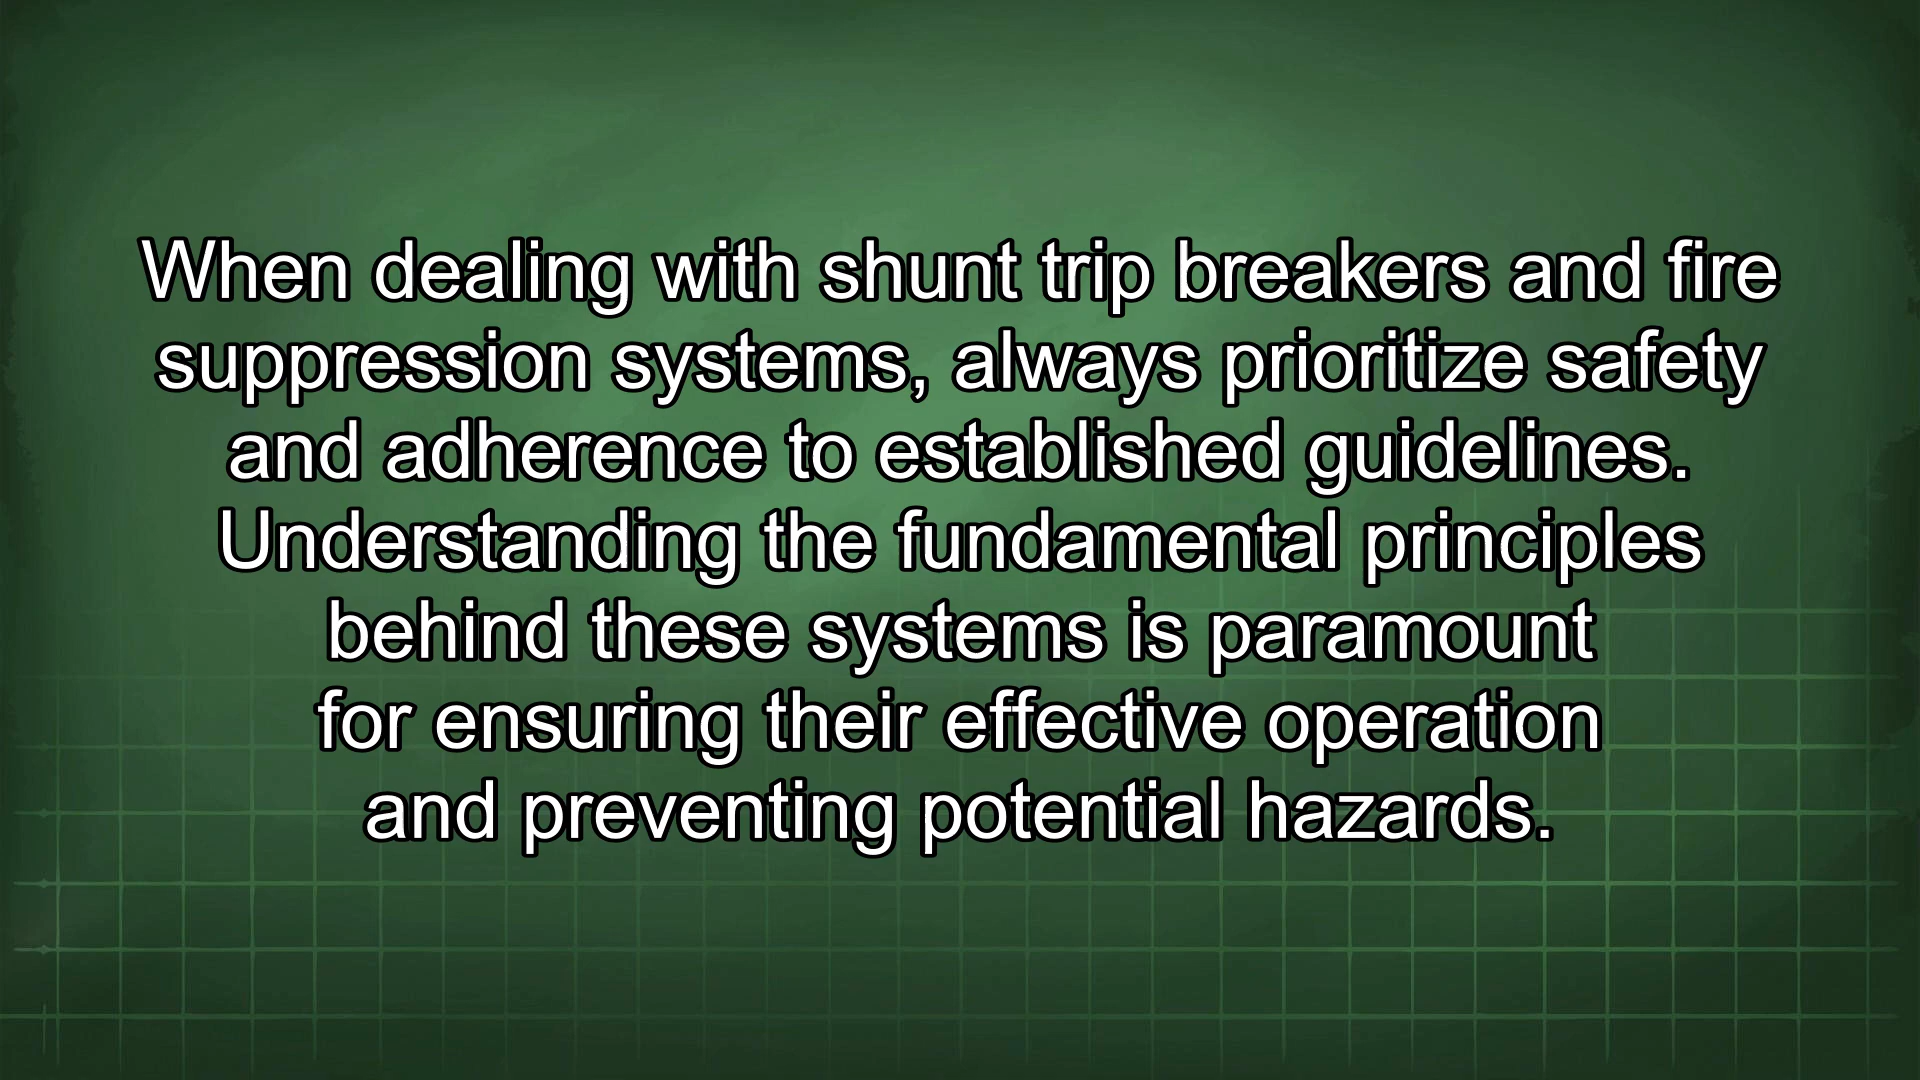 When dealing with shunt trip breakers and fire
suppression systems, always prioritize safety
and adherence to established guidelines.
Understanding the fundamental principles
behind these systems is paramount
for ensuring their effective operation
and preventing potential hazards.